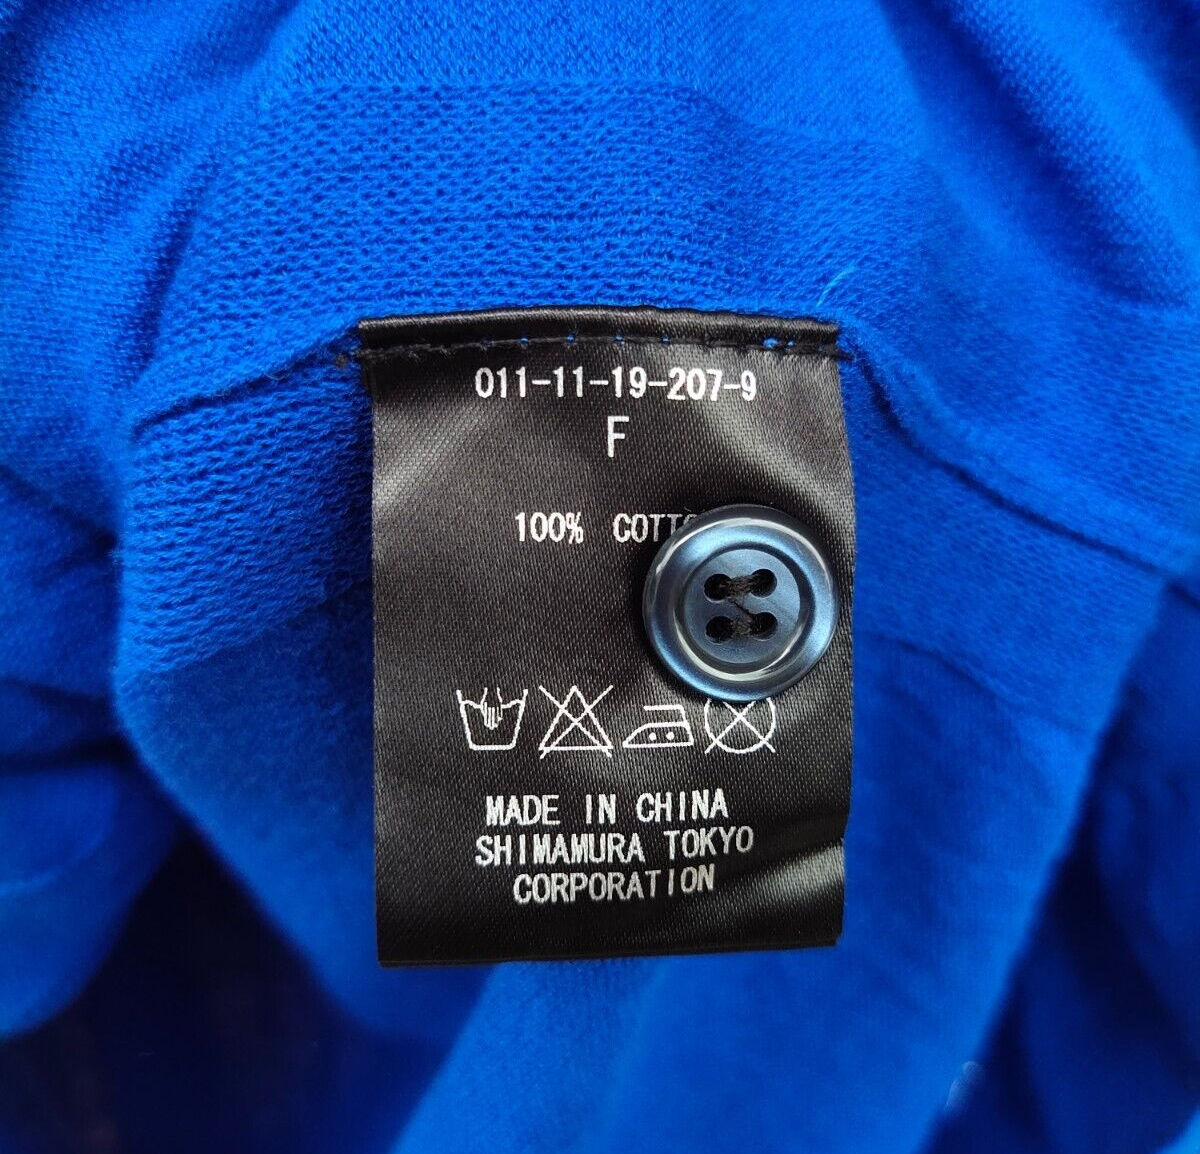 011-11-19-207-9
F
100% COTT
MADE IN CHINA
SHIMAMURA TOKYO
CORPORATION